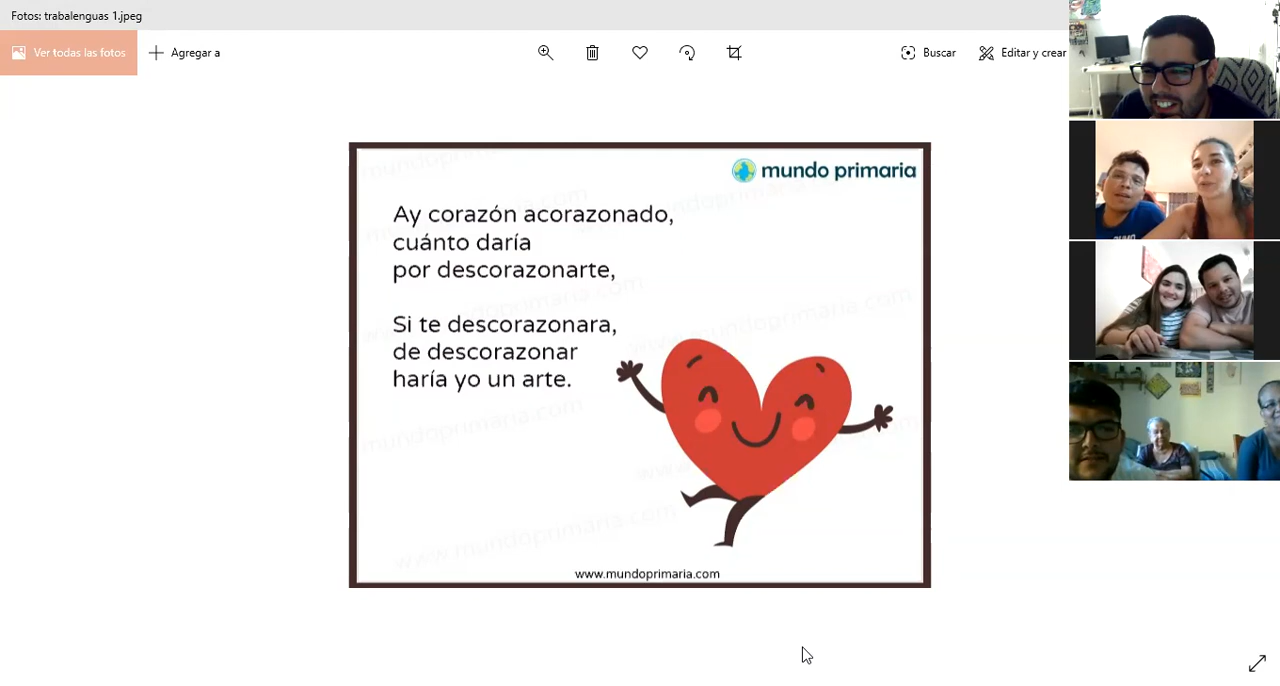 Fotos: trabalenguas 1.jpeg
Ver todas las fotos
Agregar a
Buscar
Editar y crear
mundo primaria
Ay corazón acorazonado,
cuánto daría
por descorazonarte,
Si te descorazonara,
de descorazonar
haría yo un arte.
www.mundoprimaria.com